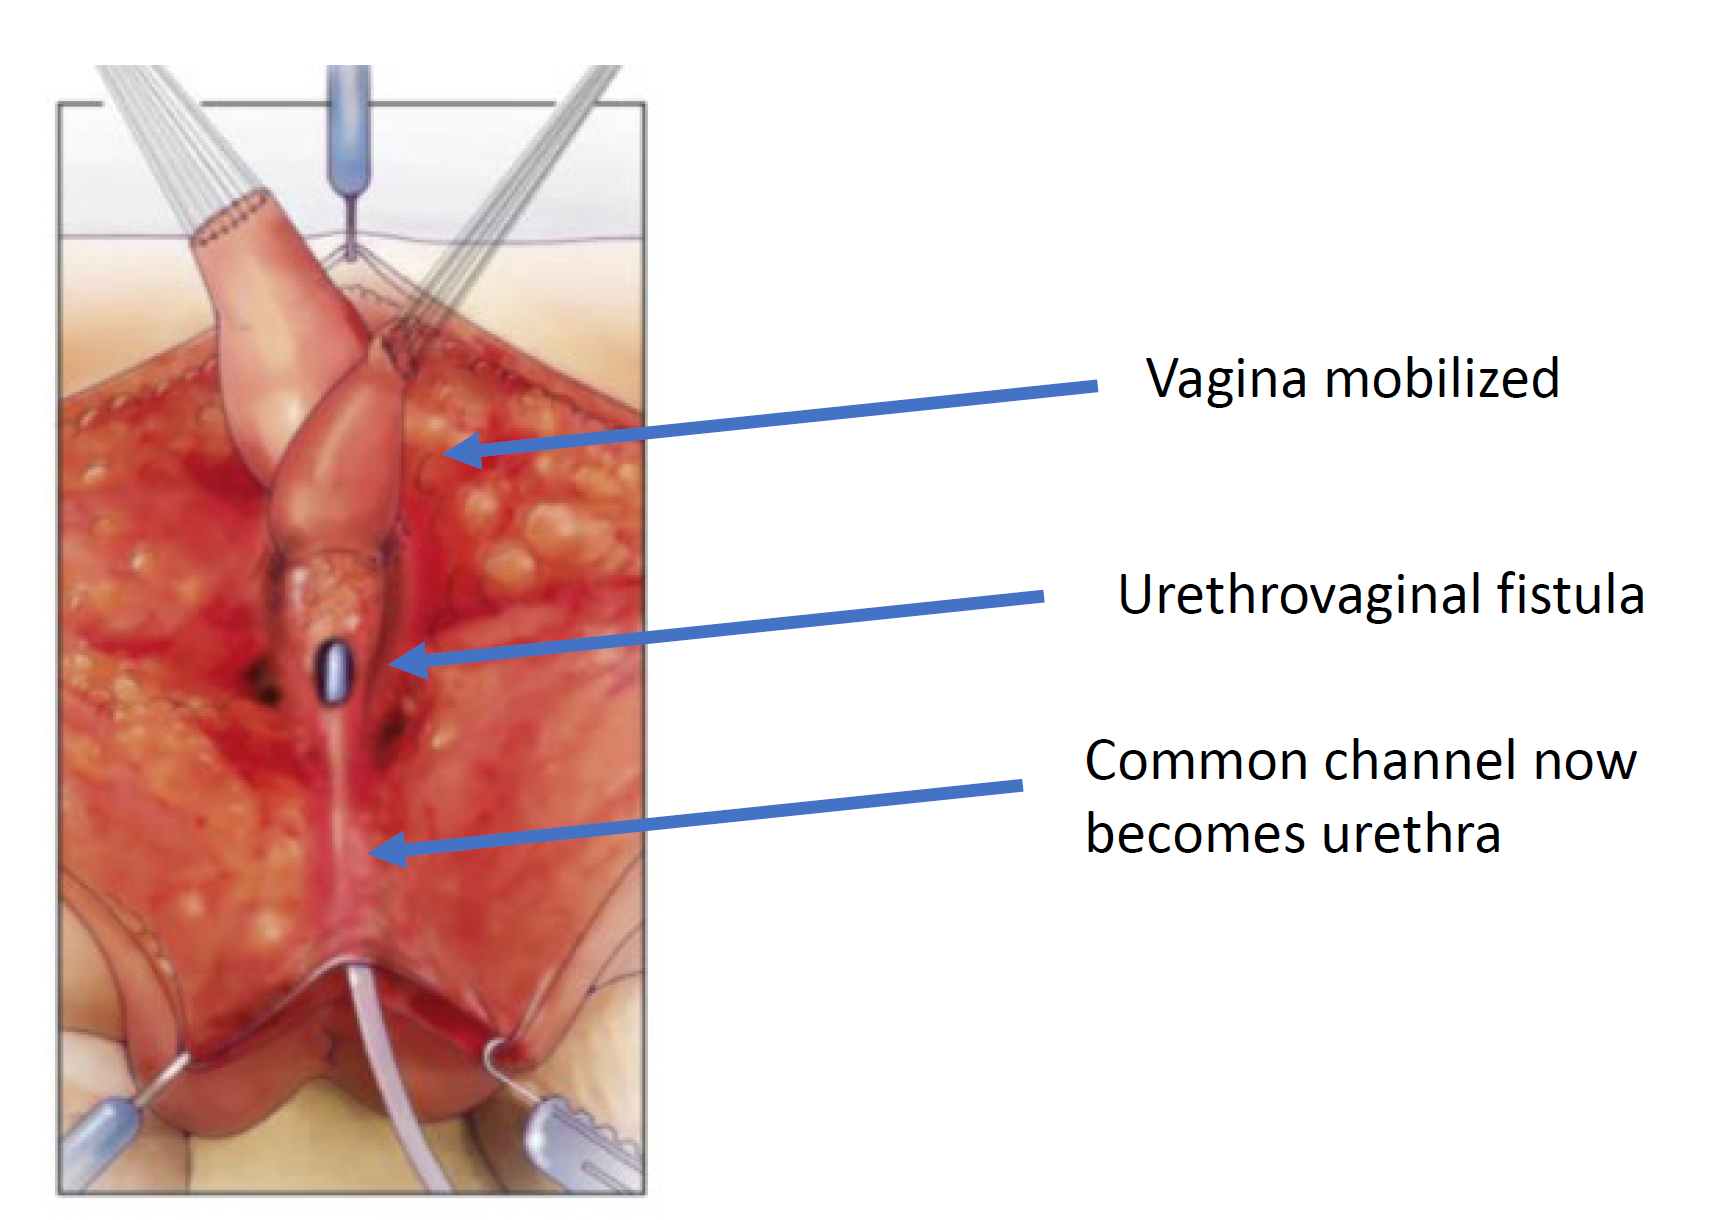 Vagina mobilized
Urethrovaginal fistula
Common channel now
becomes urethra